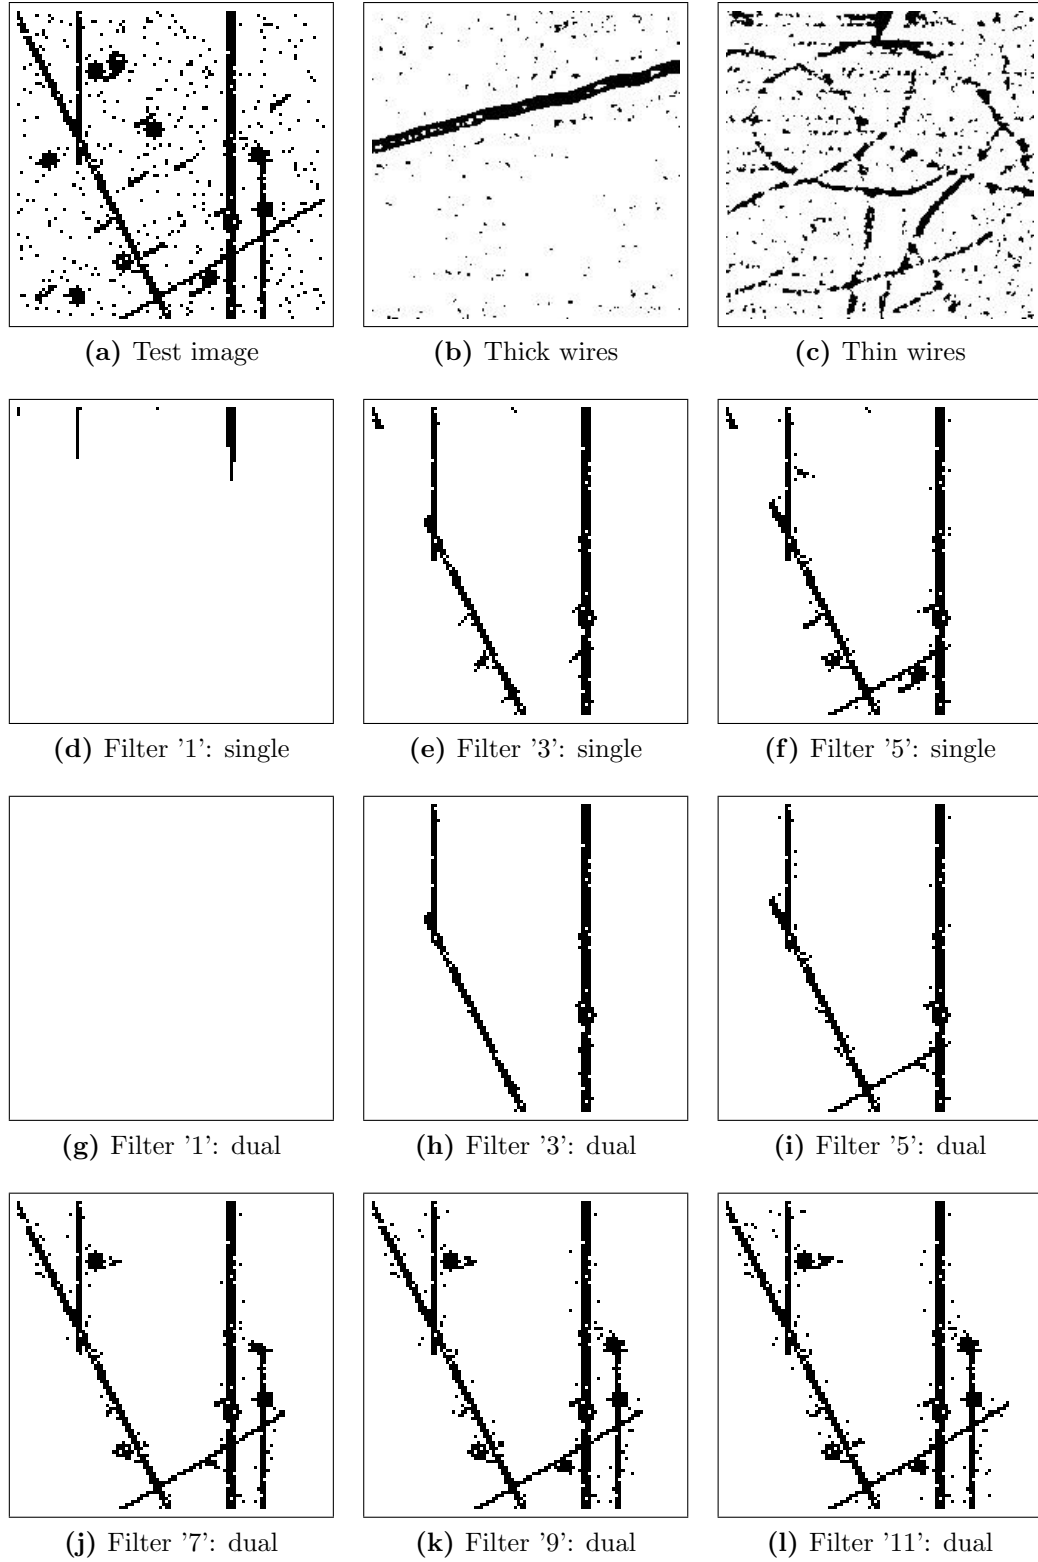 (a) Test image
(b) Thick wires
(c) Thin wires
(d) Filter '1': single
(e) Filter '3': single
(f) Filter '5': single
(g) Filter '1': dual
(h) Filter '3': dual
(i) Filter '5': dual
(j) Filter '7': dual
(k) Filter '9': dual
(l) Filter '11': dual